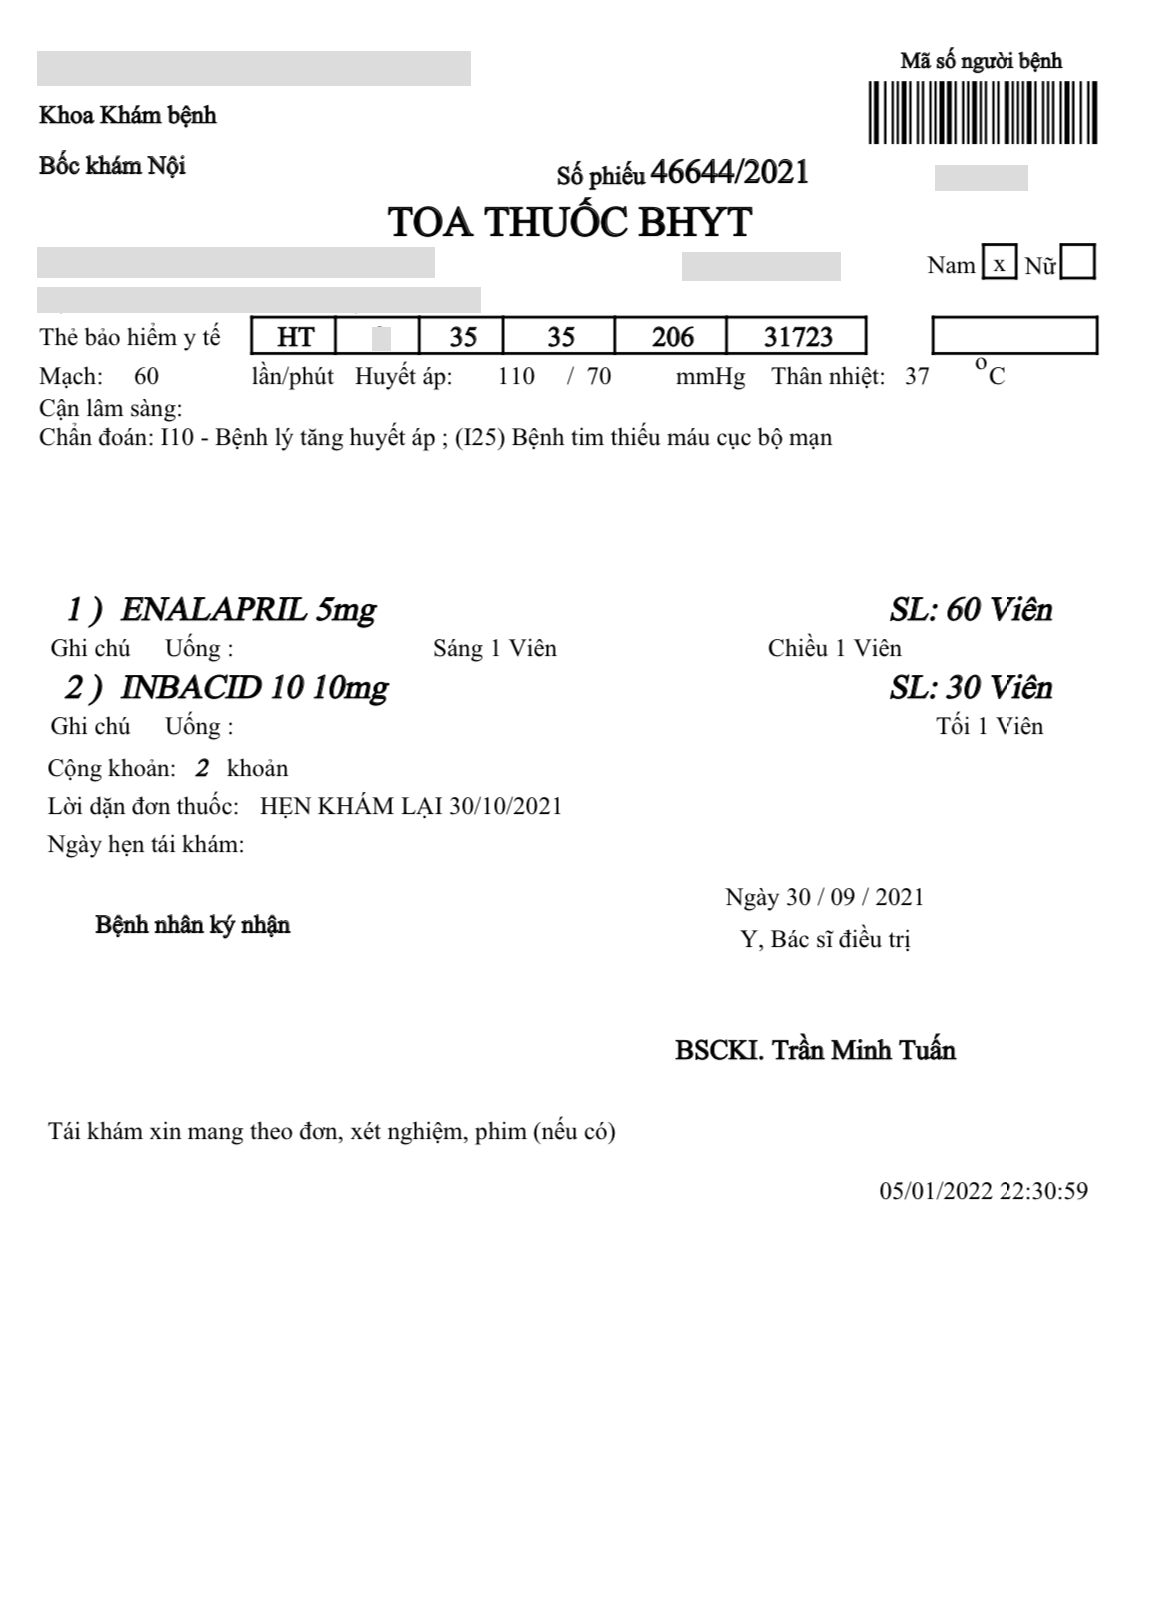 Mã số người bệnh
Khoa Khám bệnh
Bốc khám Nội
Số phiếu 46644/2021
TOA THUỐC BHYT
Nam x Nữ
Thẻ bảo hiểm y tế HT 35 35 206 31723
Mạch: 60 lần/phút Huyết áp: 110 / 70 mmHg Thân nhiệt: 37 °C
Cận lâm sàng:
Chẩn đoán: I10 - Bệnh lý tăng huyết áp ; (I25) Bệnh tim thiếu máu cục bộ mạn
1 ) ENALAPRIL 5mg SL: 60 Viên
Ghi chú Uống : Sáng 1 Viên Chiều 1 Viên
2 ) INBACID 10 10mg SL: 30 Viên
Ghi chú Uống : Tối 1 Viên
Cộng khoản: 2 khoản
Lời dặn đơn thuốc: HẸN KHÁM LẠI 30/10/2021
Ngày hẹn tái khám:
Ngày 30 / 09 / 2021
Bệnh nhân ký nhận
Y, Bác sĩ điều trị
BSCKI. Trần Minh Tuấn
Tái khám xin mang theo đơn, xét nghiệm, phim (nếu có)
05/01/2022 22:30:59